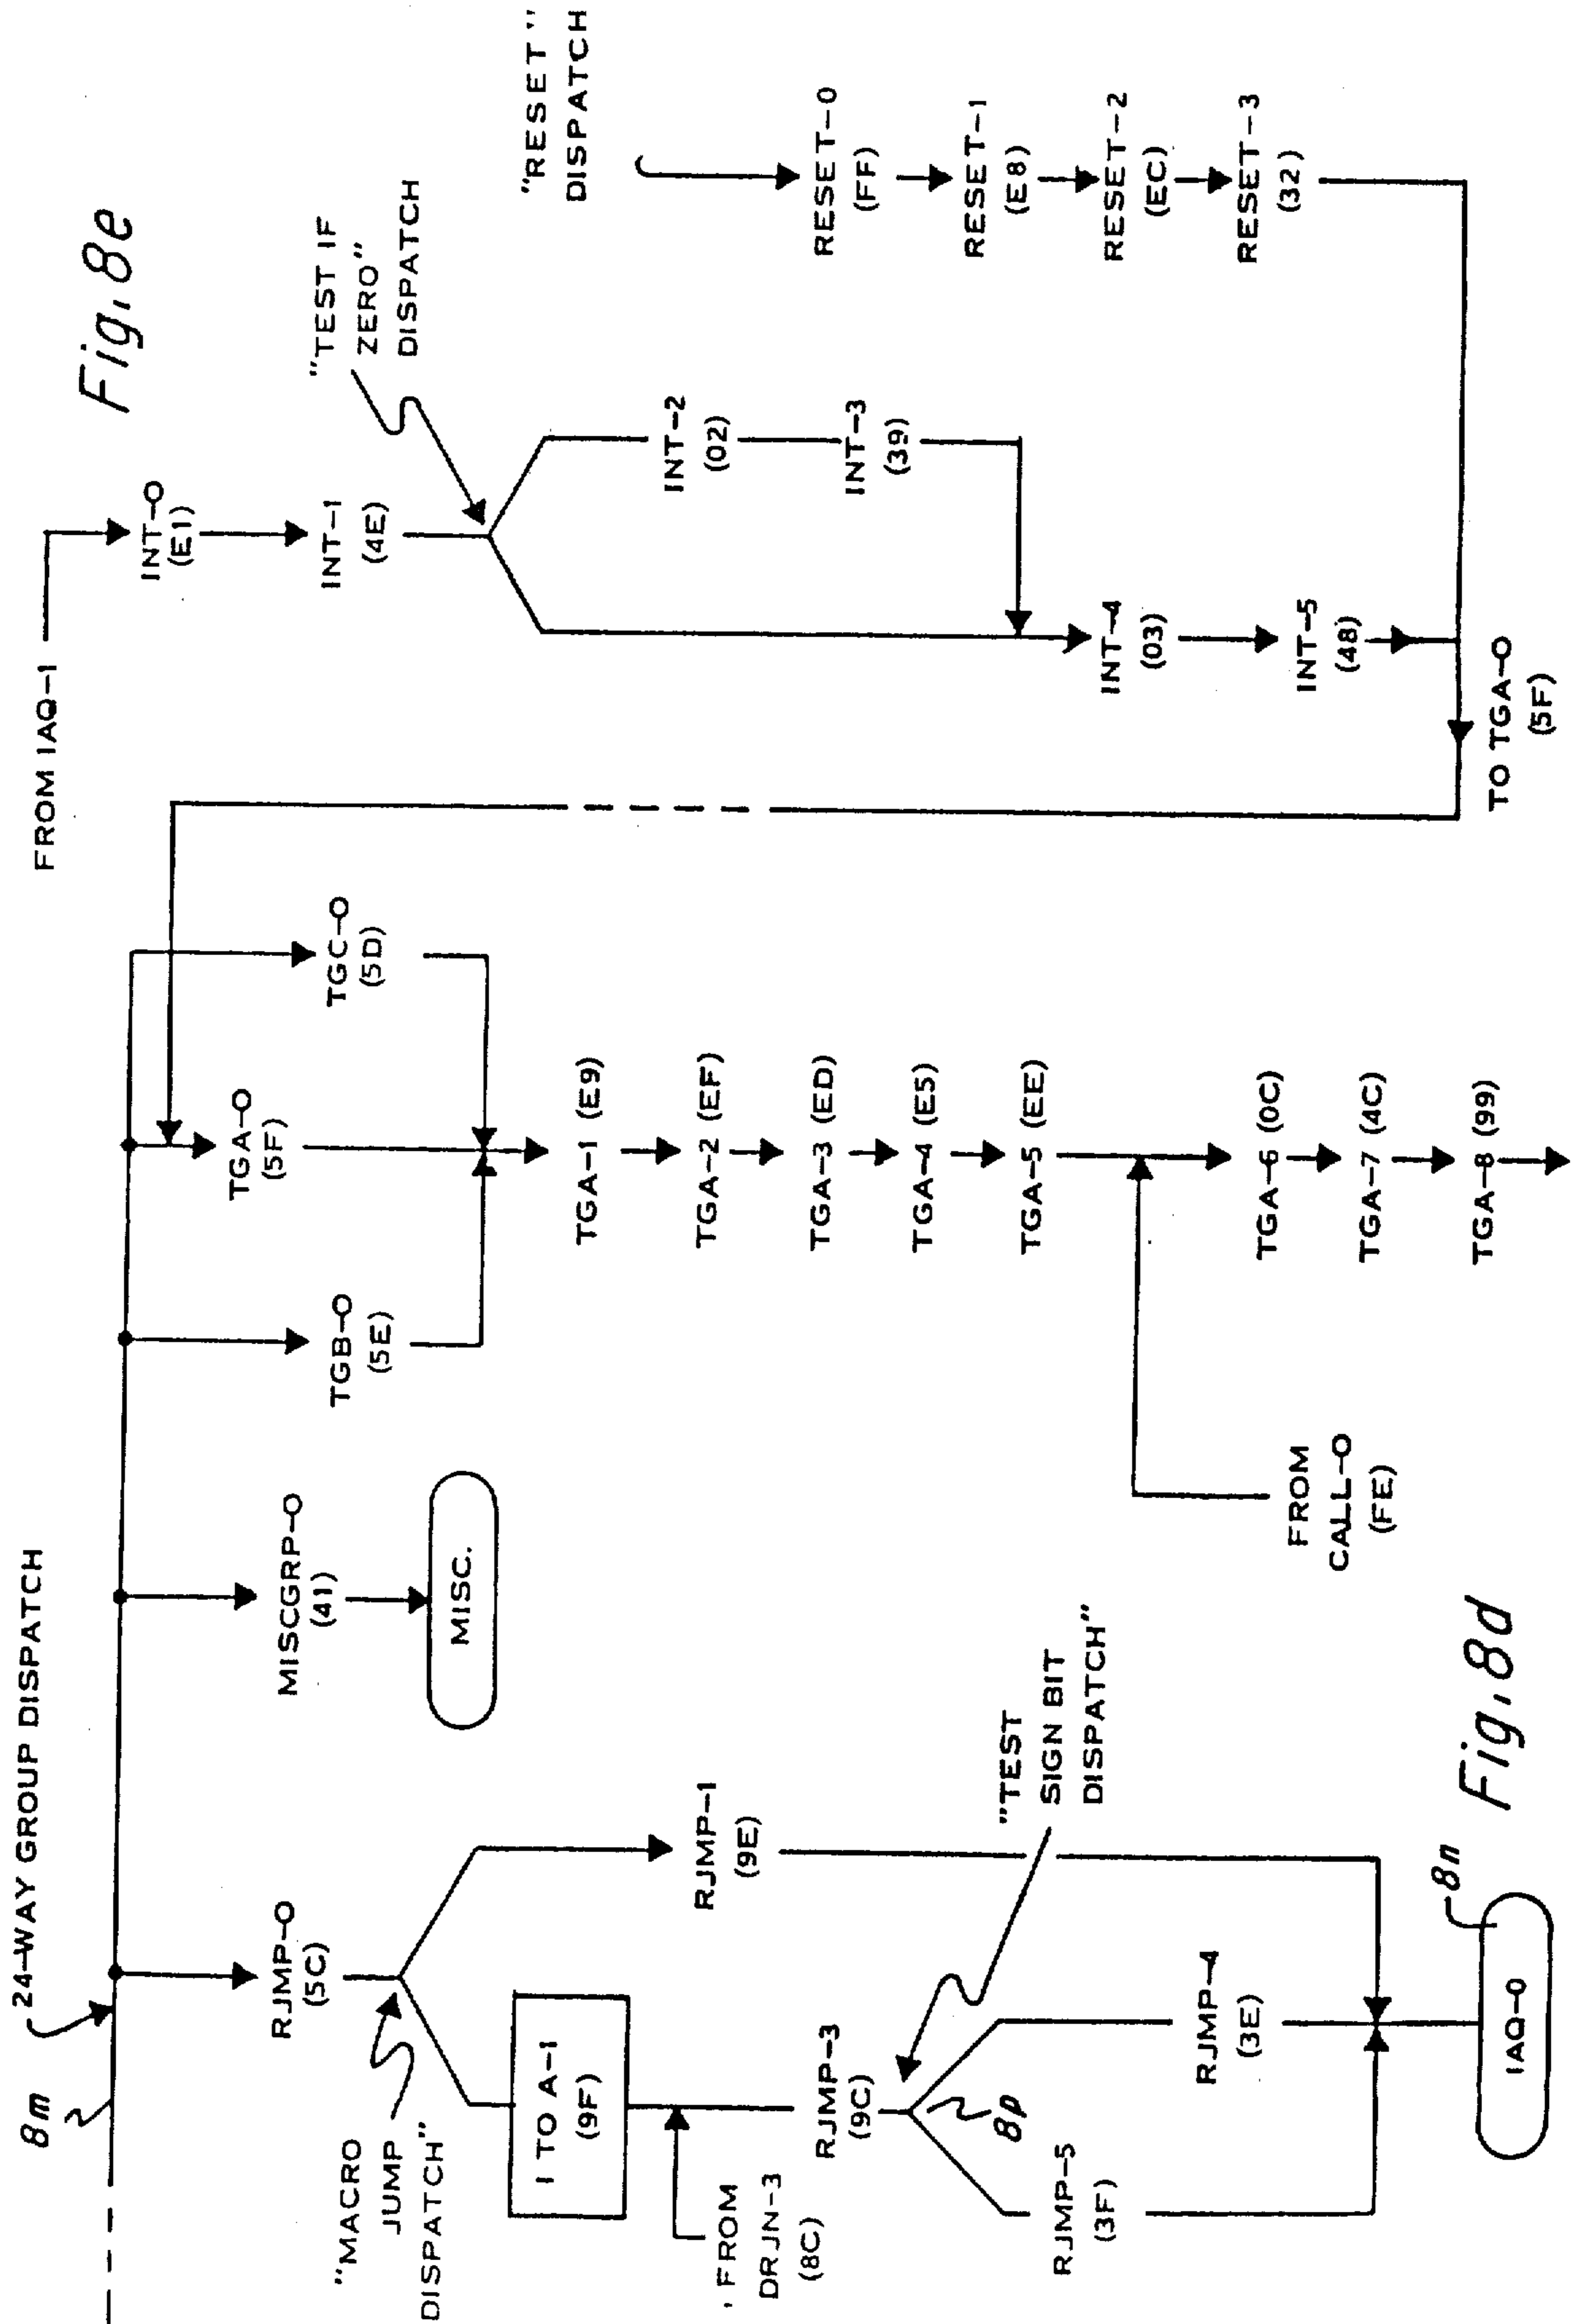 8m
24-WAY GROUP DISPATCH
RJMP-0
(5C)
"MACRO
JUMP
DISPATCH"
1 TO A-1
(9F)
, FROM
DRJN-3
(8C)
RJMP-3
(9C)
8p
"TEST
SIGN BIT
DISPATCH"
RJMP-5
(3F)
RJMP-4
(3E)
RJMP-1
(9E)
IAQ-0
8n
Fig. 8d
MISCGRP-0
(41)
MISC.
TGB-0
(5E)
TGA-0
(5F)
TGC-0
(5D)
TGA-1 (E9)
TGA-2 (EF)
TGA-3 (ED)
TGA-4 (E5)
TGA-5 (EE)
FROM
CALL-0
(FE)
TGA-6 (0C)
TGA-7 (4C)
TGA-8 (99)
FROM IAQ-1
Fig. 8e
INT-0
(E1)
INT-1
(4E)
"TEST IF
ZERO"
DISPATCH
INT-2
(02)
INT-3
(39)
INT-4
(03)
INT-5
(48)
TO TGA-0
(5F)
"RESET"
DISPATCH
RESET-0
(FF)
RESET-1
(E8)
RESET-2
(EC)
RESET-3
(32)